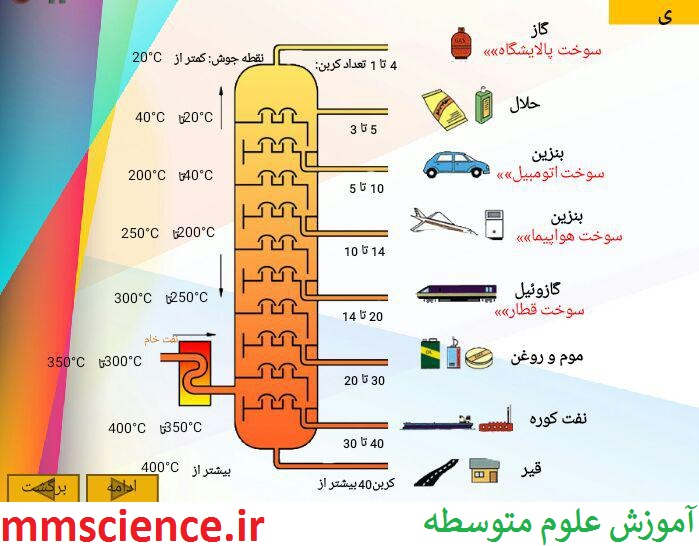 ی
نقطه جوش: کمتر از 20°C
تعداد کربن: 1 تا 4
گاز
سوخت پالایشگاه»»
20°C تا 40°C
3 تا 5
حلال
40°C تا 200°C
5 تا 10
بنزین
سوخت اتومبیل»»
200°C تا 250°C
10 تا 14
بنزین
سوخت هواپیما»»
250°C تا 300°C
14 تا 20
گازوئیل
سوخت قطار»»
نفت خام
300°C تا 350°C
20 تا 30
موم و روغن
350°C تا 400°C
30 تا 40
نفت کوره
بیشتر از 400°C
بیشتر از 40کربن
قیر
برگشت
ادامه
mmscience.ir
آموزش علوم متوسطه